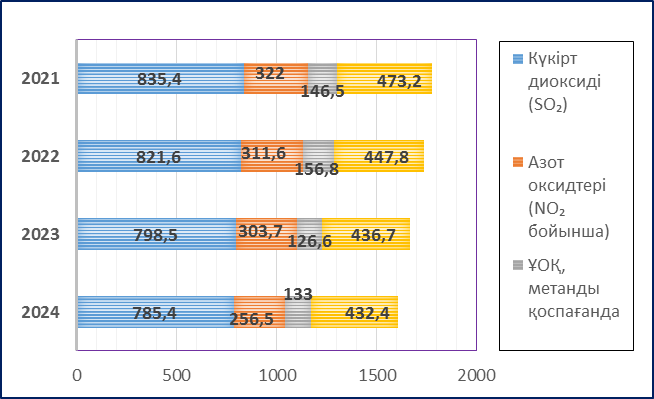 2021
835,4
322
146,5
473,2
2022
821,6
311,6
156,8
447,8
2023
798,5
303,7
126,6
436,7
2024
785,4
256,5
133
432,4
0
500
1000
1500
2000
Күкірт
диоксиді
(SO₂)
Азот
оксидтері
(NO₂
бойынша)
ҰОҚ,
метанды
қоспағанда